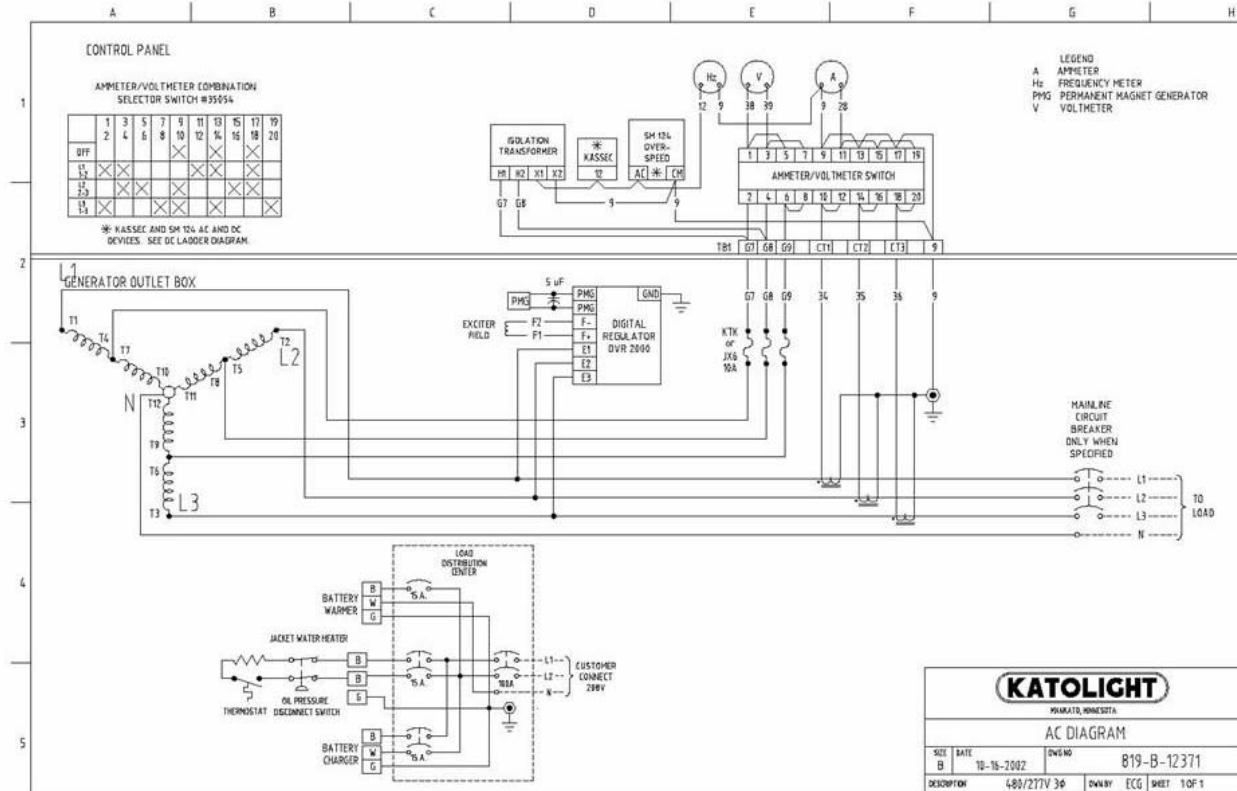 A B C D E F G H
1
2
3
4
5
CONTROL PANEL
AMMETER/VOLTMETER COMBINATION
SELECTOR SWITCH #35054
1 3 5 7 9 11 13 15 17 19
2 4 6 8 10 12 14 16 18 20
OFF
L1
1-2
L2
2-3
L3
1-3
※ KASSEC AND SM 124 AC AND DC
DEVICES. SEE DC LADDER DIAGRAM.
ISOLATION
TRANSFORMER
H1 H2 X1 X2
G7 G8
※
KASSEC
12
SM 124
OVER-
SPEED
AC ※ CM
9
9
Hz V A
12 9 38 39 9 28
1 3 5 7 9 11 13 15 17 19
AMMETER/VOLTMETER SWITCH
2 4 6 8 10 12 14 16 18 20
TB1 G7 G8 G9 CT1 CT2 CT3 9
LEGEND
A AMMETER
Hz FREQUENCY METER
PMG PERMANENT MAGNET GENERATOR
V VOLTMETER
L1
GENERATOR OUTLET BOX
T1
T4
T7
T10
T2
L2
T5
T8
T11
N
T12
T9
T6
L3
T3
5 uF
PMG
PMG
PMG
GND
EXCITER
FIELD
F2
F1
F-
F+
E1
E2
E3
DIGITAL
REGULATOR
DVR 2000
G7 G8 G9 34 35 36 9
KTK
or
JX6
10A
MAINLINE
CIRCUIT
BREAKER
ONLY WHEN
SPECIFIED
L1
L2
L3
N
TO
LOAD
LOAD
DISTRIBUTION
CENTER
BATTERY
WARMER
B
W
G
15 A.
JACKET WATER HEATER
B
B
G
15 A.
100A
L1
L2
N
CUSTOMER
CONNECT
208V
THERMOSTAT
OIL PRESSURE
DISCONNECT SWITCH
BATTERY
CHARGER
B
W
G
15 A.
KATOLIGHT
MANKATO, MINNESOTA
AC DIAGRAM
SIZE B
DATE 10-16-2002
DWG NO 819-B-12371
DESCRIPTION 480/277V 3Ø
DWN BY ECG
SHEET 1 OF 1